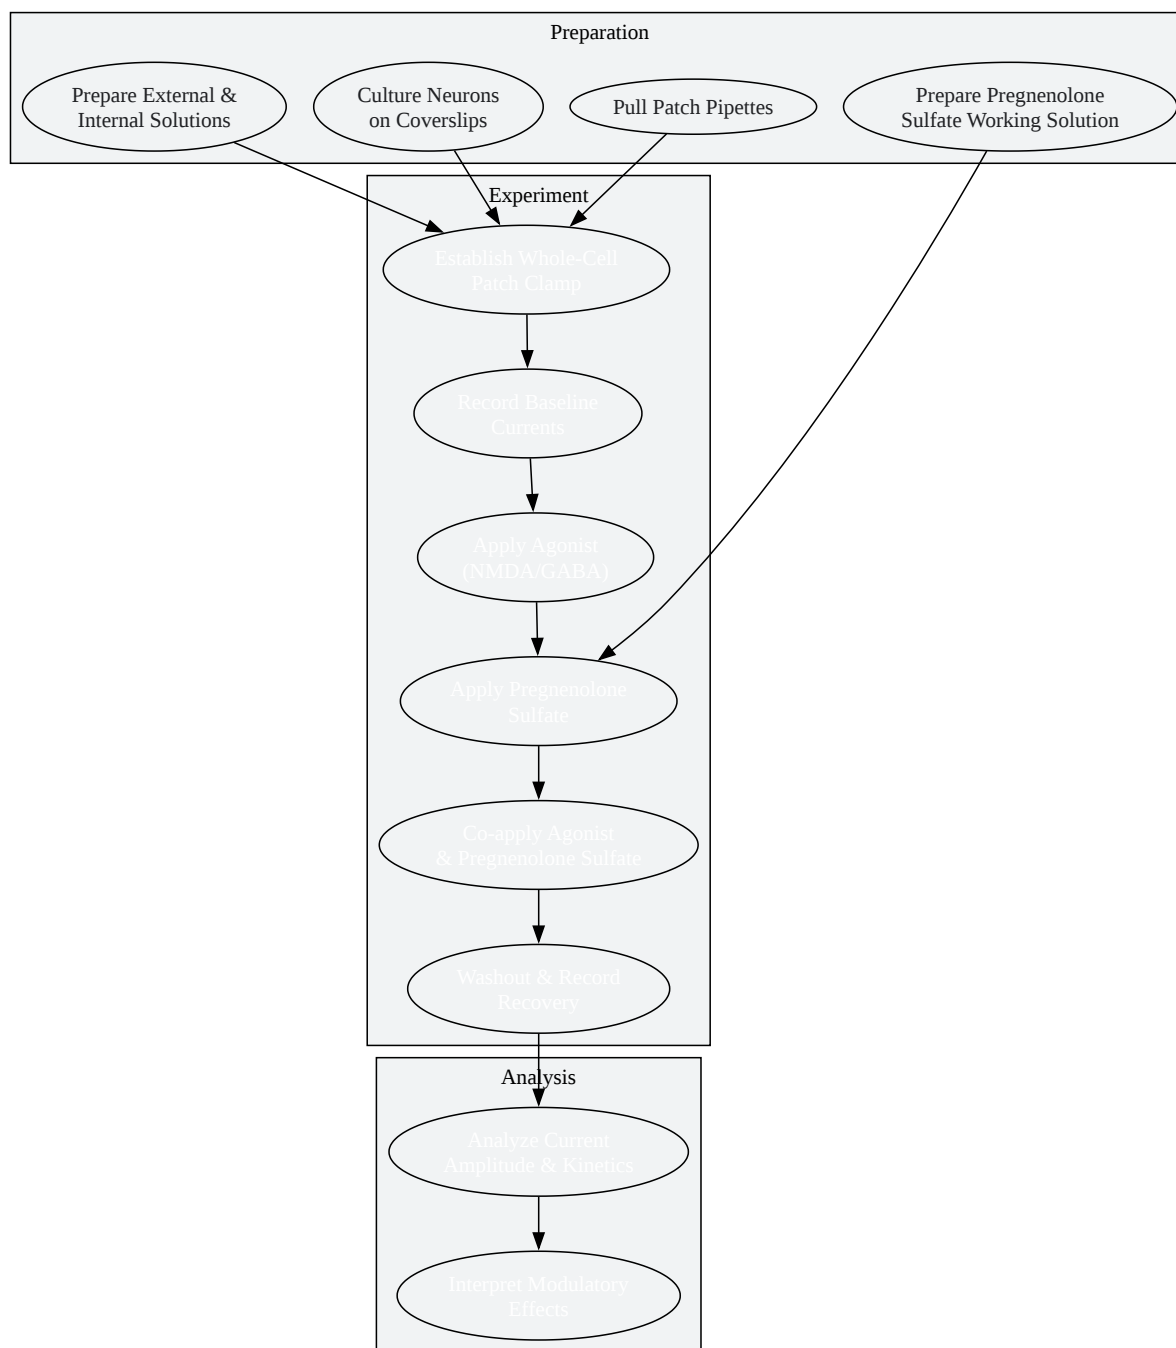 Preparation
Prepare External &
Internal Solutions
Culture Neurons
on Coverslips
Pull Patch Pipettes
Prepare Pregnenolone
Sulfate Working Solution
Experiment
Establish Whole-Cell
Patch Clamp
Record Baseline
Currents
Apply Agonist
(NMDA/GABA)
Apply Pregnenolone
Sulfate
Co-apply Agonist
& Pregnenolone Sulfate
Washout & Record
Recovery
Analysis
Analyze Current
Amplitude & Kinetics
Interpret Modulatory
Effects